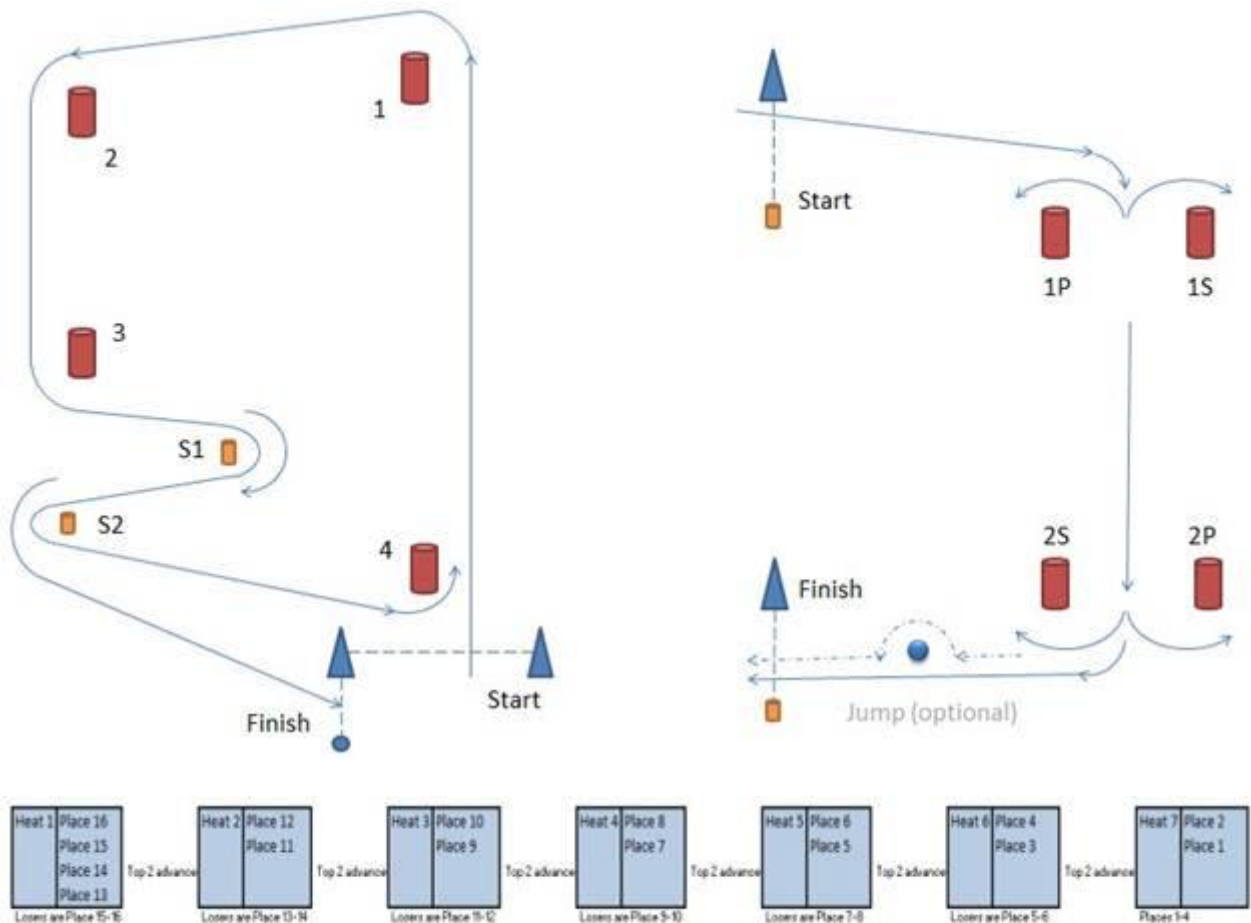 1
2
3
S1
S2
4
Start
Finish
Start
1P 1S
2S 2P
Finish
Jump (optional)
Heat 1 Place 16
Place 15
Place 14
Place 13
Top 2 advance
Losers are Place 15-16
Heat 2 Place 12
Place 11
Top 2 advance
Losers are Place 13-14
Heat 3 Place 10
Place 9
Top 2 advance
Losers are Place 11-12
Heat 4 Place 8
Place 7
Top 2 advance
Losers are Place 9-10
Heat 5 Place 6
Place 5
Top 2 advance
Losers are Place 7-8
Heat 6 Place 4
Place 3
Top 2 advance
Losers are Place 5-6
Heat 7 Place 2
Place 1
Places 1-4